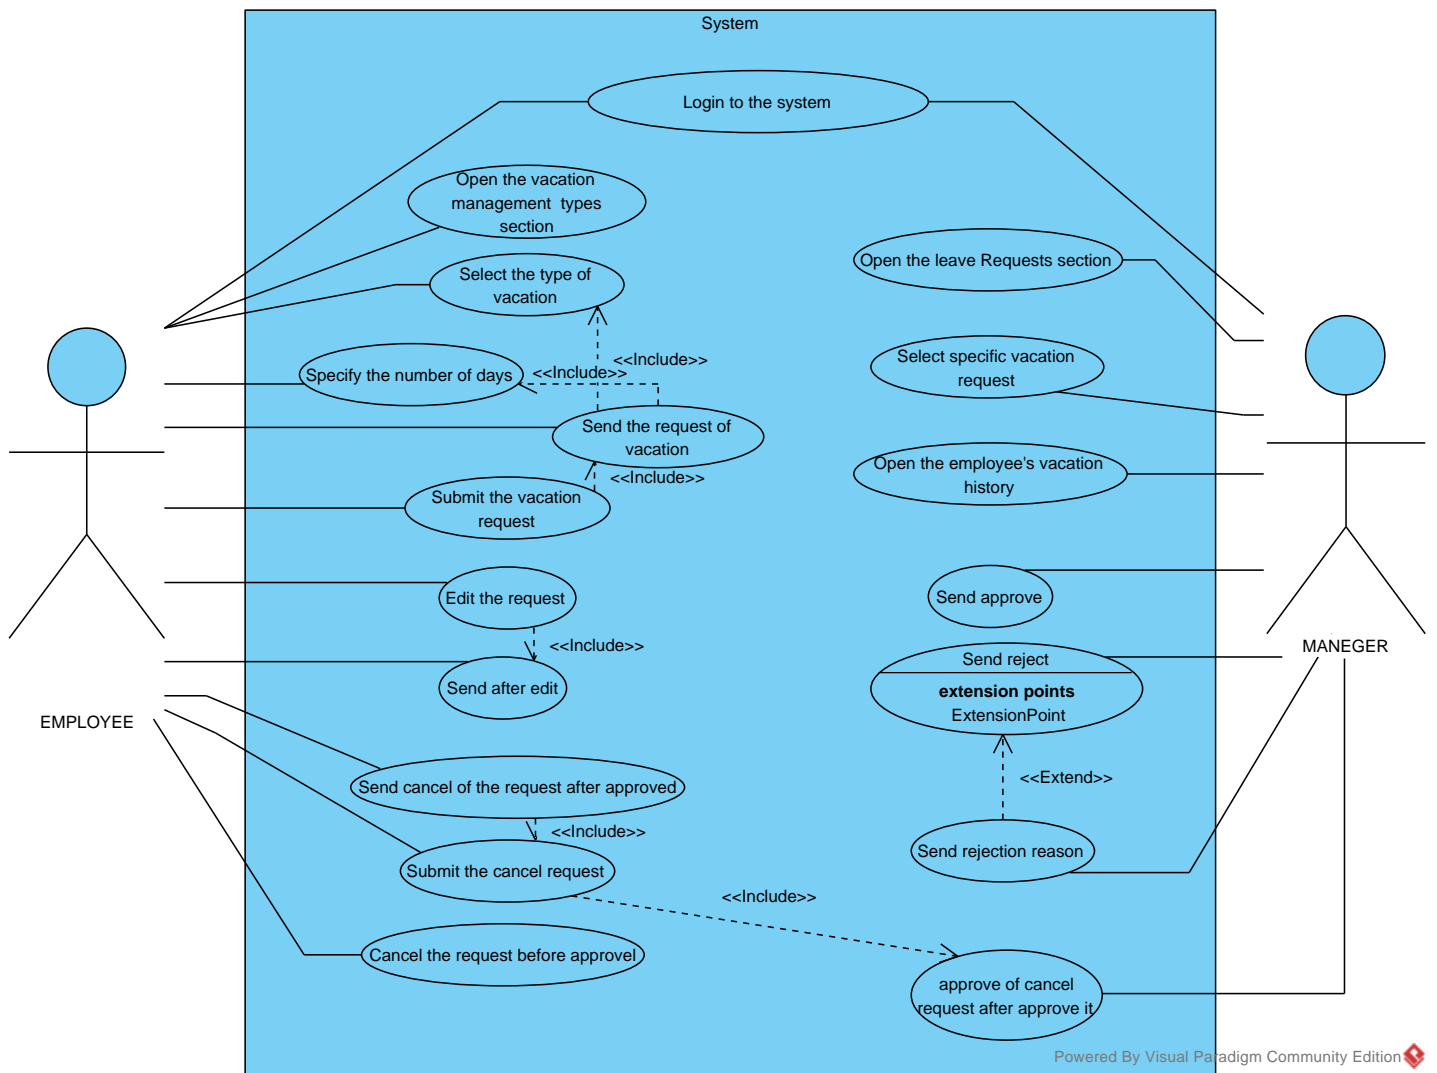 System
Login to the system
Open the vacation
management  types
section
Select the type of
vacation
Open the leave Requests section
Specify the number of days
<<Include>>
<<Include>>
Select specific vacation
request
Send the request of
vacation
<<Include>>
Open the employee's vacation
history
Submit the vacation
request
Edit the request
<<Include>>
Send after edit
Send approve
MANEGER
Send reject
extension points
ExtensionPoint
EMPLOYEE
<<Extend>>
Send cancel of the request after approved
<<Include>>
Submit the cancel request
Send rejection reason
<<Include>>
Cancel the request before approvel
approve of cancel
request after approve it
Powered By Visual Paradigm Community Edition